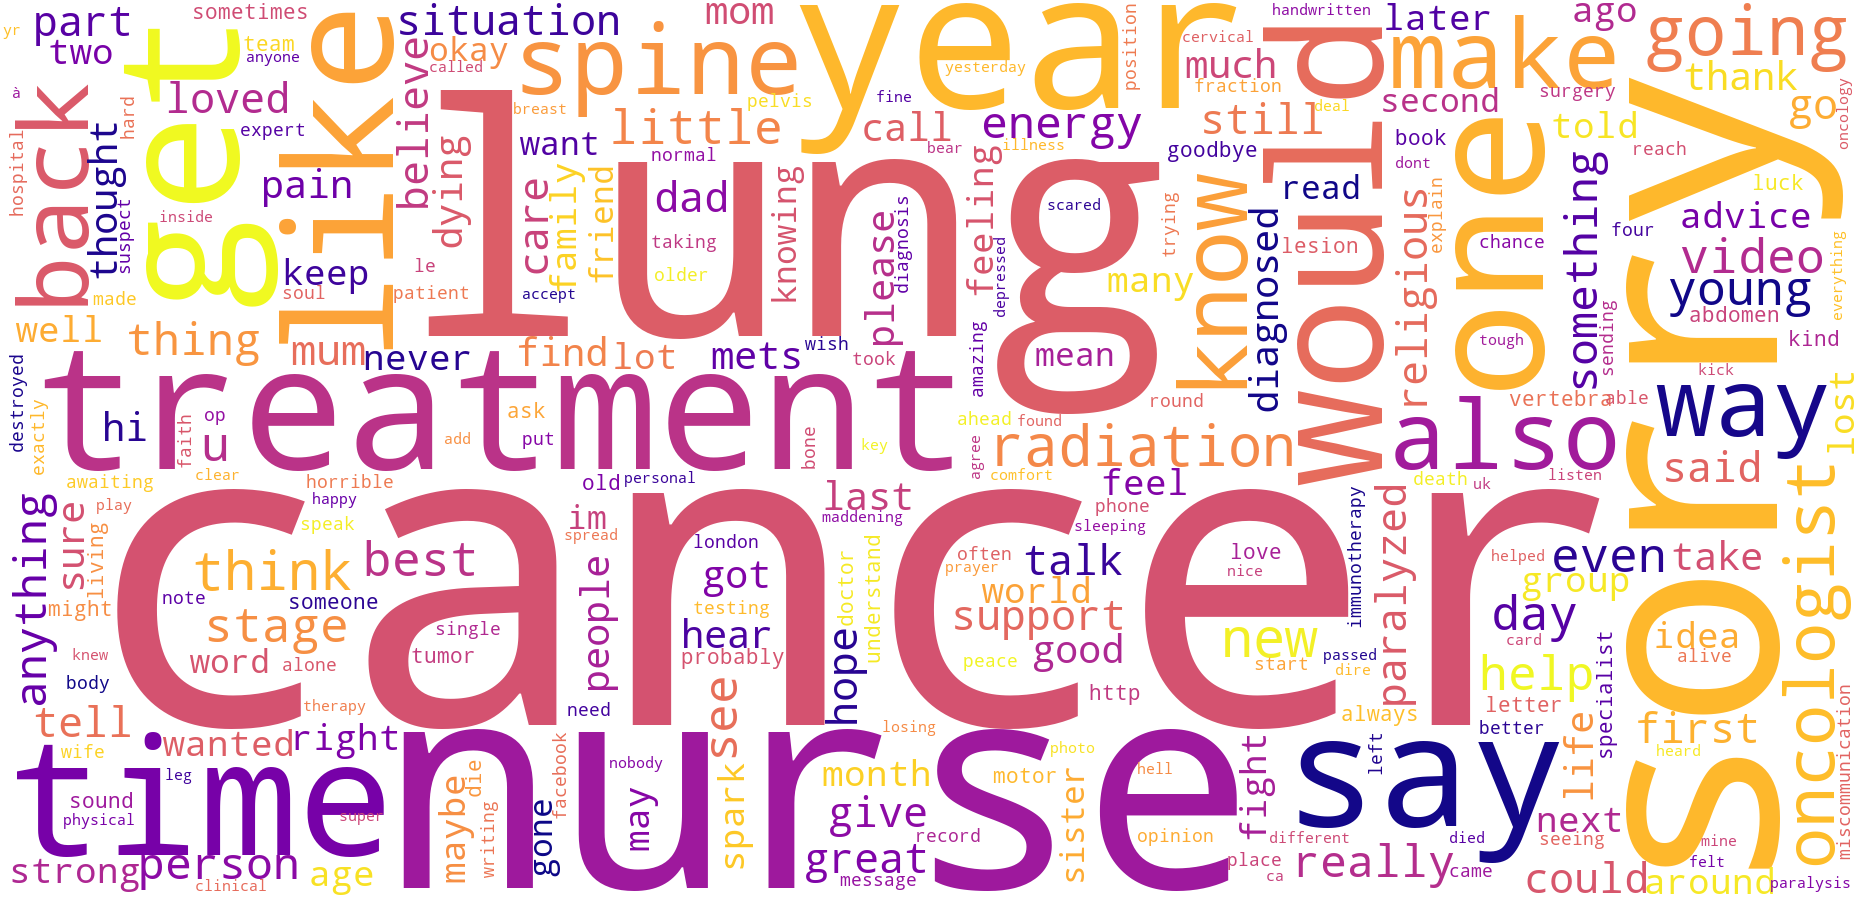 yr
part
sometimes
situation
mom
year
handwritten
later
ago
going
two
team
anyone
get
like
okay
called
spine
yesterday
cervical
position
much
would
make
thank
à
back
hard
loved
believe
breast
pelvis
fine
fraction
deal
second
surgery
go
oncology
hospital
thought
expert
want
little
call
energy
still
book
told
sorry
suspect
pain
dying
lung
normal
bear
illness
goodbye
dont
one
something
reach
luck
inside
care
family
friend
dad
knowing
please
diagnosis
feeling
scared
trying
know
diagnosed
read
religious
explain
chance
four
advice
everything
made
keep
soul
le
patient
accept
taking
older
depressed
many
lesion
video
young
sending
abdomen
well
thing
mum
never
find
lot
mets
wish
took
amazing
mean
tough
kind
destroyed
treatment
kick
exactly
hi
faith
op
u
add
ask
put
bone
key
ahead
found
round
vertebra
able
way
lost
agree
radiation
also
said
awaiting
clear
horrible
happy
old
personal
last
comfort
feel
death
uk
listen
anything
sure
play
living
cancer
speak
im
spread
maddening
phone
sleeping
immunotherapy
paralyzed
oncologist
think
best
people
london
got
doctor
understand
often
prayer
talk
world
love
nice
helped
even
take
might
note
someone
stage
testing
support
group
day
card
knew
word
alone
single
tumor
hear
probably
hope
peace
good
new
start
passed
dire
help
specialist
idea
alive
body
therapy
need
see
http
always
letter
better
life
first
miscommunication
tell
wanted
right
losing
wife
leg
time
nurse
facebook
nobody
month
photo
motor
hell
fight
left
say
heard
sound
physical
super
maybe
die
writing
gone
may
spark
give
record
sister
opinion
different
died
next
seeing
mine
strong
person
clinical
age
great
message
place
ca
really
came
could
felt
around
paralysis